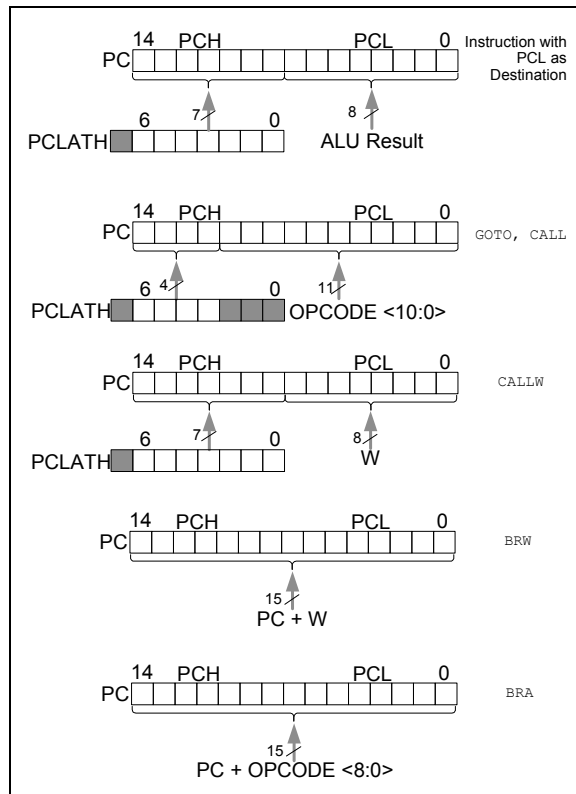 14 PCH PCL 0 Instruction with
PC PCL as
Destination
7 8
6 0
PCLATH ALU Result
14 PCH PCL 0
PC GOTO, CALL
4 11
6 0
PCLATH OPCODE <10:0>
14 PCH PCL 0
PC CALLW
7 8
6 0 W
PCLATH
14 PCH PCL 0
PC BRW
15
PC + W
14 PCH PCL 0
PC BRA
15
PC + OPCODE <8:0>